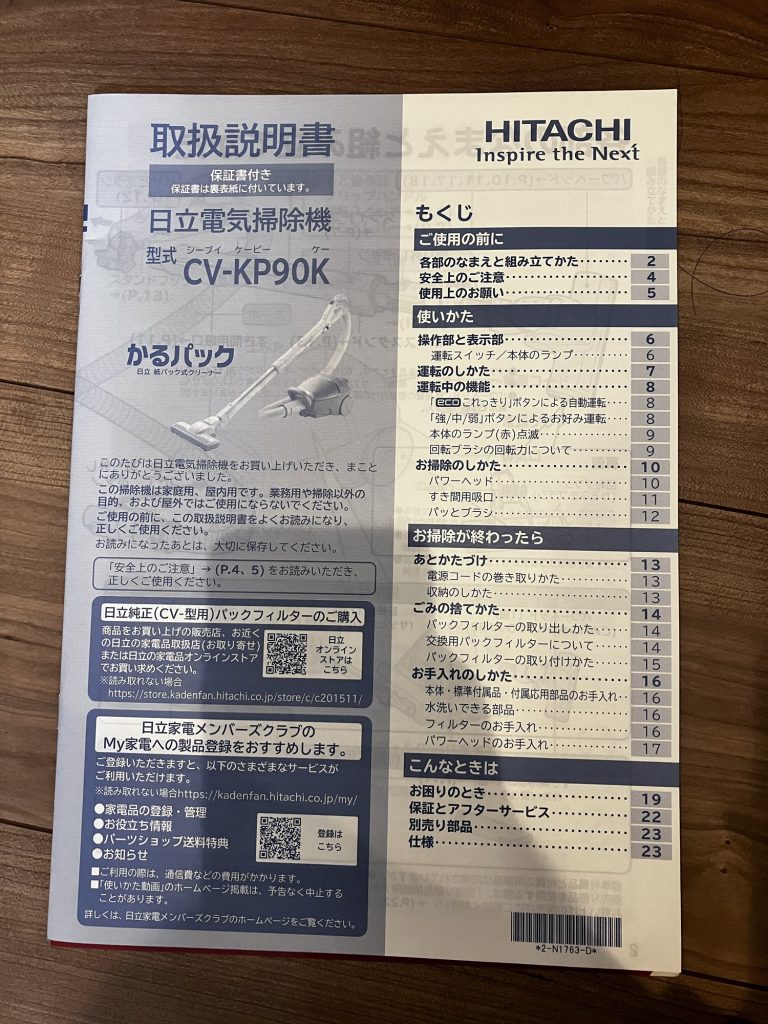 取扱説明書
保証書付き
保証書は裏表紙に付いています。
日立電気掃除機
型式
シーブイ ケーピー ケー
CV-KP90K
かるパック
日立 紙パック式クリーナー
このたびは日立電気掃除機をお買い上げいただき、まこと
にありがとうございました。
この掃除機は家庭用、屋内用です。業務用や掃除以外の
目的、および屋外ではご使用にならないでください。
ご使用の前に、この取扱説明書をよくお読みになり、
正しくご使用ください。
お読みになったあとは、大切に保存してください。
「安全上のご注意」→(P.4、5)をお読みいただき、
正しくご使用ください。
日立純正(CV-型用)パックフィルターのご購入
商品をお買い上げの販売店、お近く
の日立の家電品取扱店(お取り寄せ)
または日立の家電品オンラインストア
でお買い求めください。
※読み取れない場合
https://store.kadenfan.hitachi.co.jp/store/c/c201511/
日立
オンライン
ストアは
こちら
日立家電メンバーズクラブの
My家電への製品登録をおすすめします。
ご登録いただきますと、以下のさまざまなサービスが
ご利用いただけます。
※読み取れない場合https://kadenfan.hitachi.co.jp/my/
●家電品の登録・管理
●お役立ち情報
●パーツショップ送料特典
●お知らせ
登録は
こちら
■ご利用の際は、通信費などの費用がかかります。
■「使いかた動画」のホームページ掲載は、予告なく中止する
ことがあります。
詳しくは、日立家電メンバーズクラブのホームページをご覧ください。
HITACHI
Inspire the Next
もくじ
ご使用の前に
各部のなまえと組み立てかた……… 2
安全上のご注意……… 4
使用上のお願い……… 5
使いかた
操作部と表示部……… 6
運転スイッチ/本体のランプ……… 6
運転のしかた……… 7
運転中の機能……… 8
「ecoこれっきり」ボタンによる自動運転… 8
「強/中/弱」ボタンによるお好み運転… 8
本体のランプ(赤)点滅……… 9
回転ブラシの回転力について……… 9
お掃除のしかた……… 10
パワーヘッド……… 10
すき間用吸口……… 11
パッとブラシ……… 12
お掃除が終わったら
あとかたづけ……… 13
電源コードの巻き取りかた……… 13
収納のしかた……… 13
ごみの捨てかた……… 14
パックフィルターの取り出しかた……… 14
交換用パックフィルターについて……… 14
パックフィルターの取り付けかた……… 15
お手入れのしかた……… 16
本体・標準付属品・付属応用部品のお手入れ… 16
水洗いできる部品……… 16
フィルターのお手入れ……… 16
パワーヘッドのお手入れ……… 17
こんなときは
お困りのとき……… 19
保証とアフターサービス……… 22
別売り部品……… 23
仕様……… 23
*2-N1763-D*